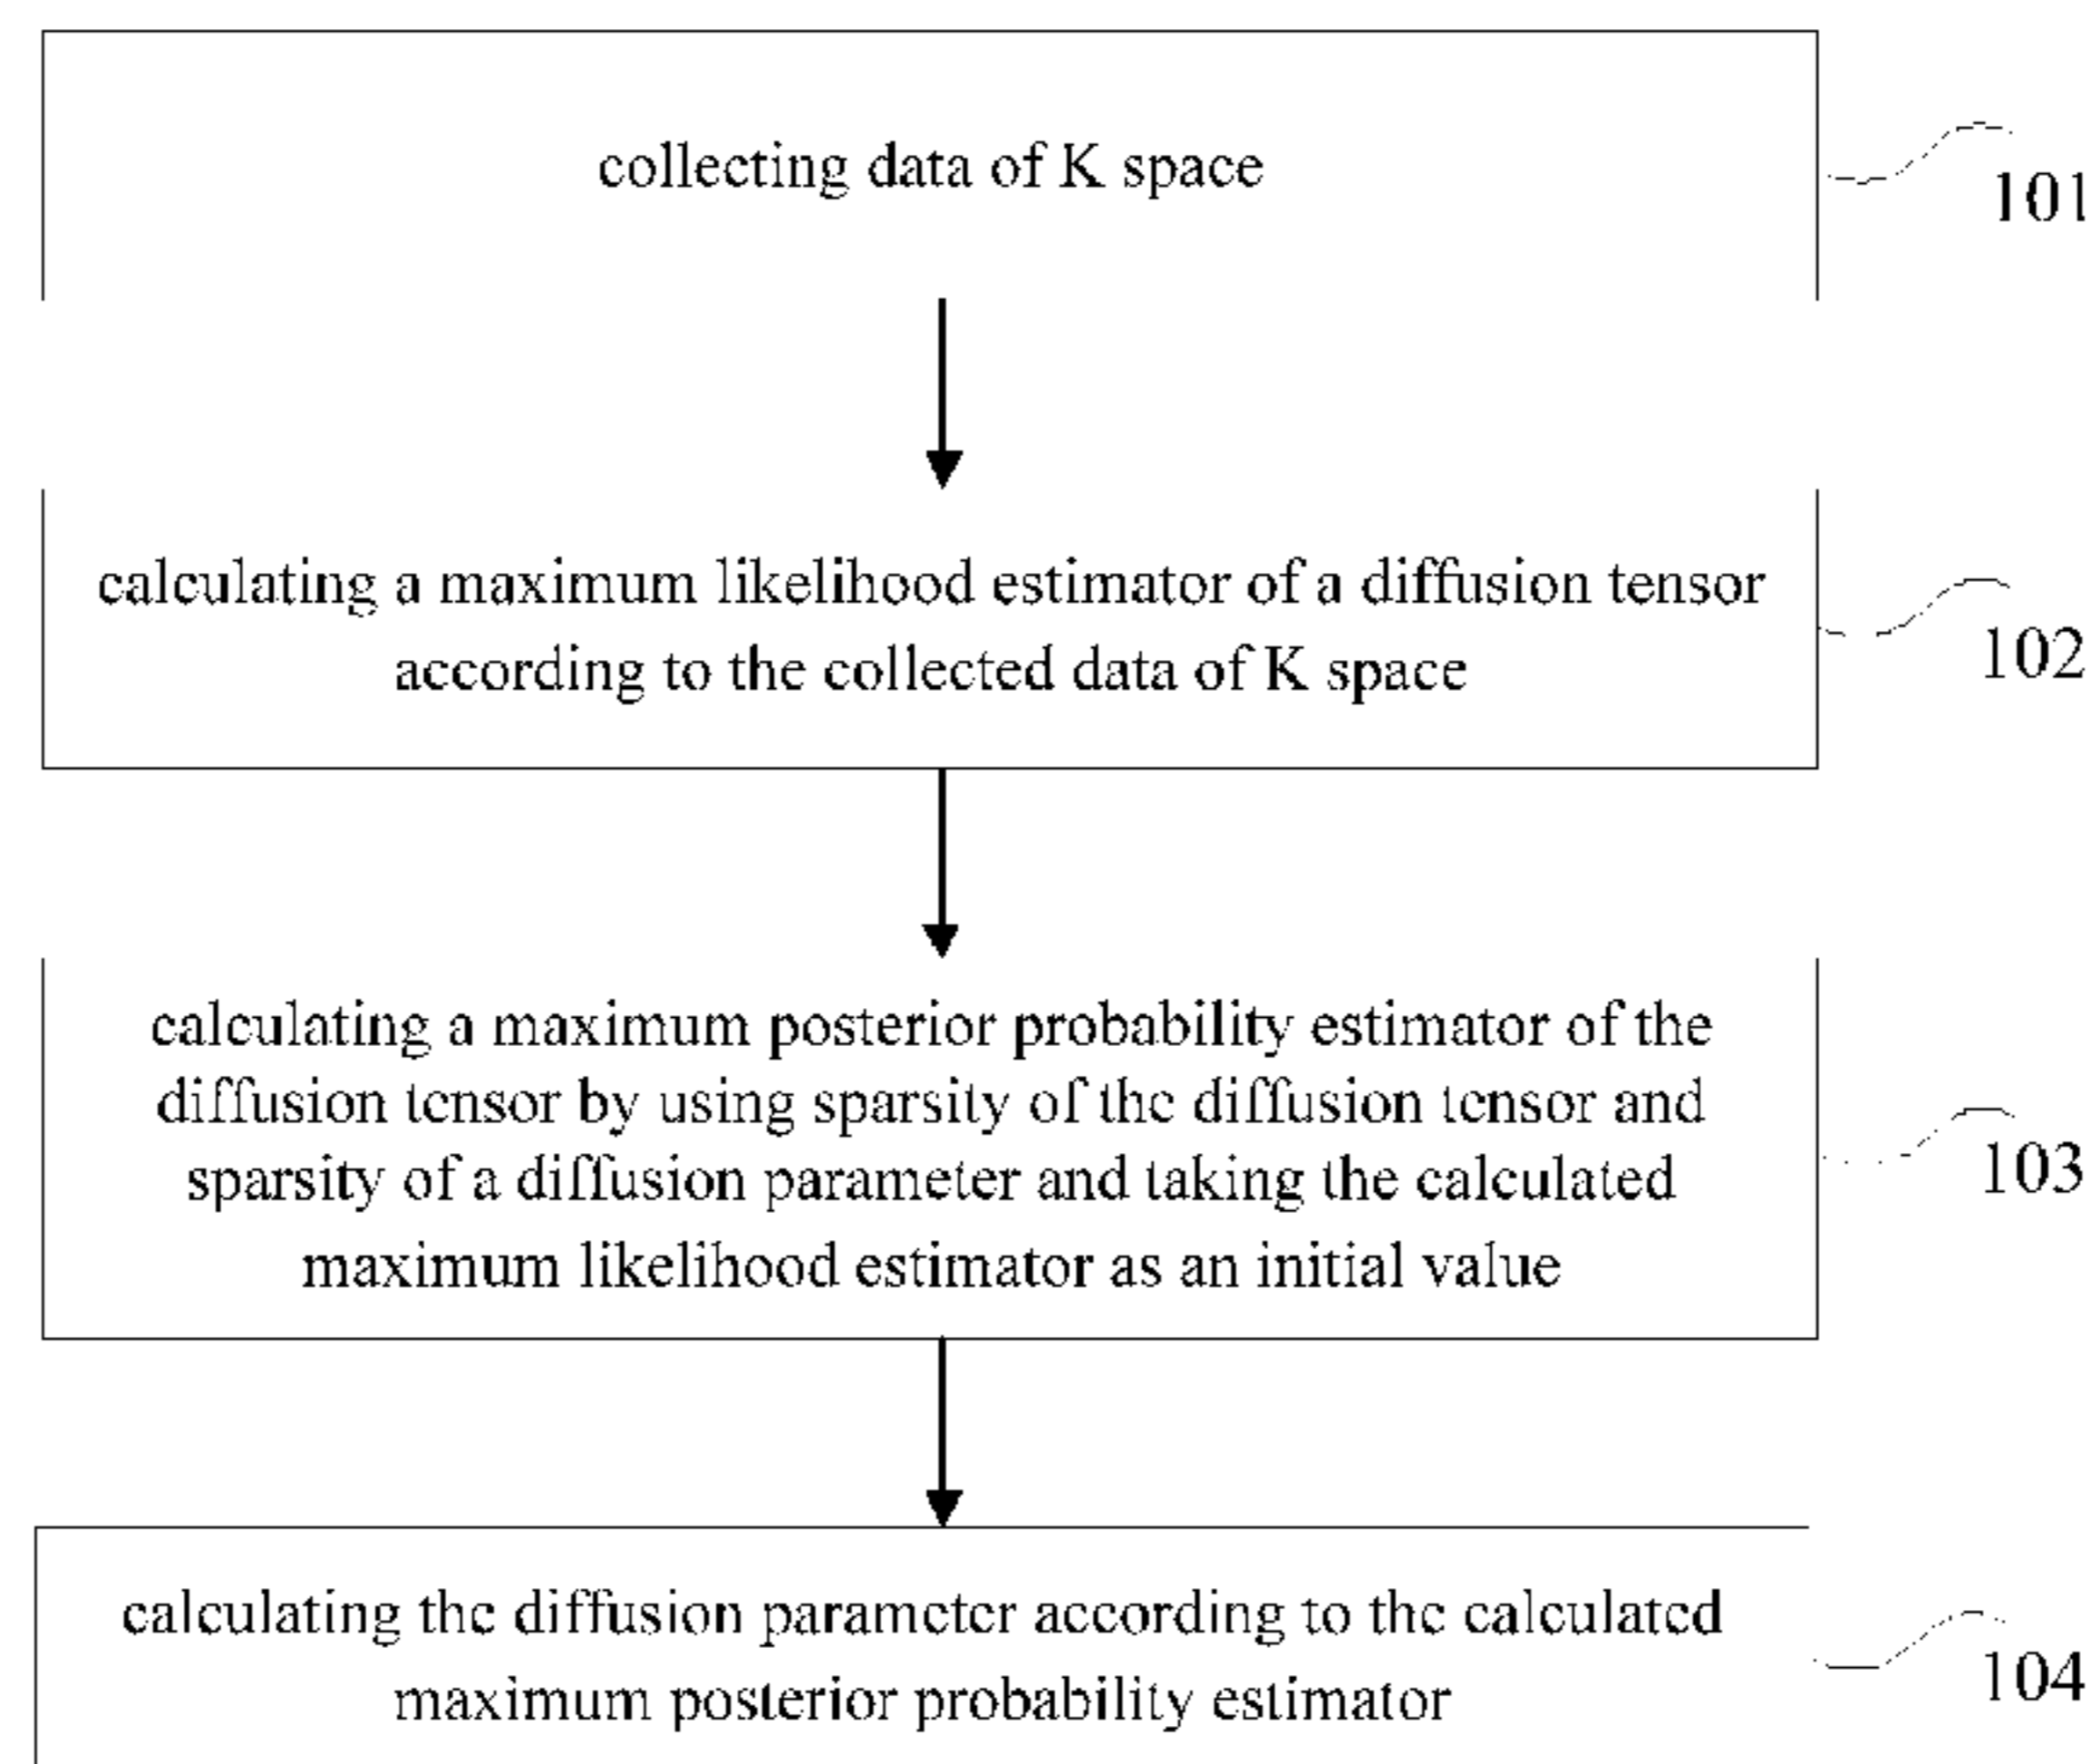 collecting data of K space
101
calculating a maximum likelihood estimator of a diffusion tensor
according to the collected data of K space
102
calculating a maximum posterior probability estimator of the
diffusion tensor by using sparsity of the diffusion tensor and
sparsity of a diffusion parameter and taking the calculated
maximum likelihood estimator as an initial value
103
calculating the diffusion parameter according to the calculated
maximum posterior probability estimator
104